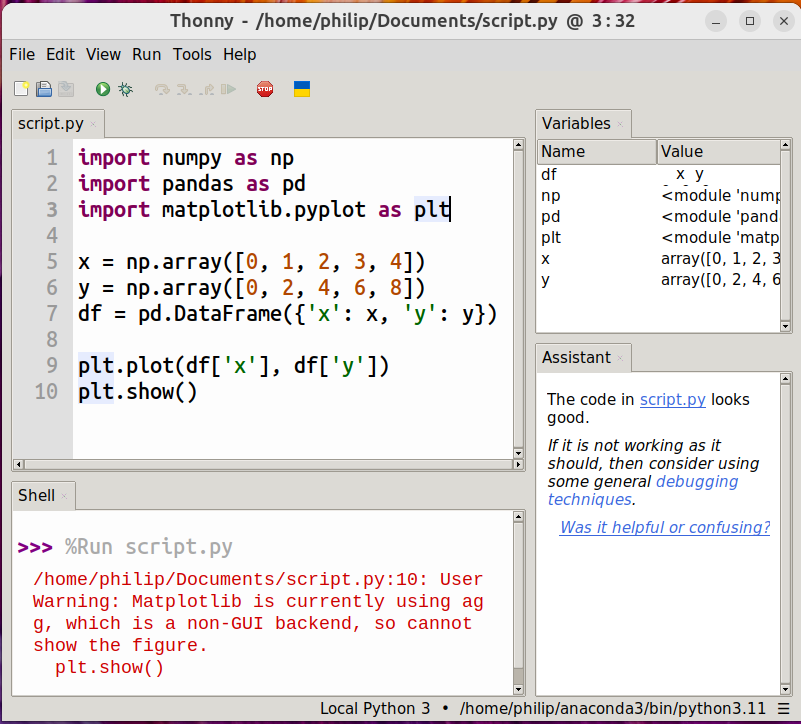 Thonny - /home/philip/Documents/script.py @ 3:32
File Edit View Run Tools Help
STOP
script.py
1 import numpy as np
2 import pandas as pd
3 import matplotlib.pyplot as plt
4
5 x = np.array([0, 1, 2, 3, 4])
6 y = np.array([0, 2, 4, 6, 8])
7 df = pd.DataFrame({'x': x, 'y': y})
8
9 plt.plot(df['x'], df['y'])
10 plt.show()
Shell
>>> %Run script.py
/home/philip/Documents/script.py:10: User
Warning: Matplotlib is currently using ag
g, which is a non-GUI backend, so cannot
show the figure.
plt.show()
Variables
Name Value
df x y
np <module 'nump
pd <module 'pand
plt <module 'matp
x array([0, 1, 2, 3
y array([0, 2, 4, 6
Assistant
The code in script.py looks
good.
If it is not working as it
should, then consider using
some general debugging
techniques.
Was it helpful or confusing?
Local Python 3 • /home/philip/anaconda3/bin/python3.11 ☰